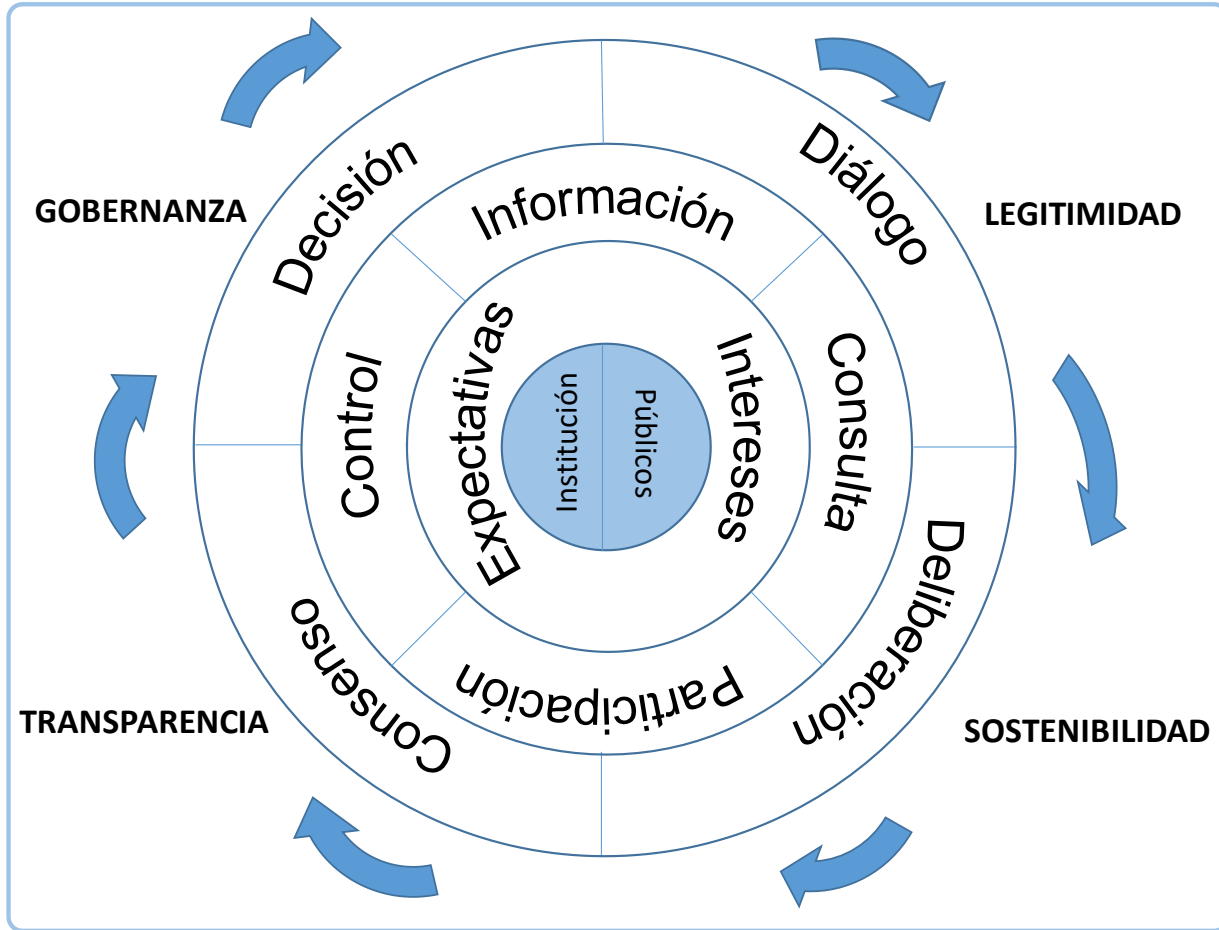 GOBERNANZA
LEGITIMIDAD
TRANSPARENCIA
SOSTENIBILIDAD
Decisión
Diálogo
Deliberación
Consenso
Información
Consulta
Participación
Control
Expectativas
Intereses
Institución
Públicos